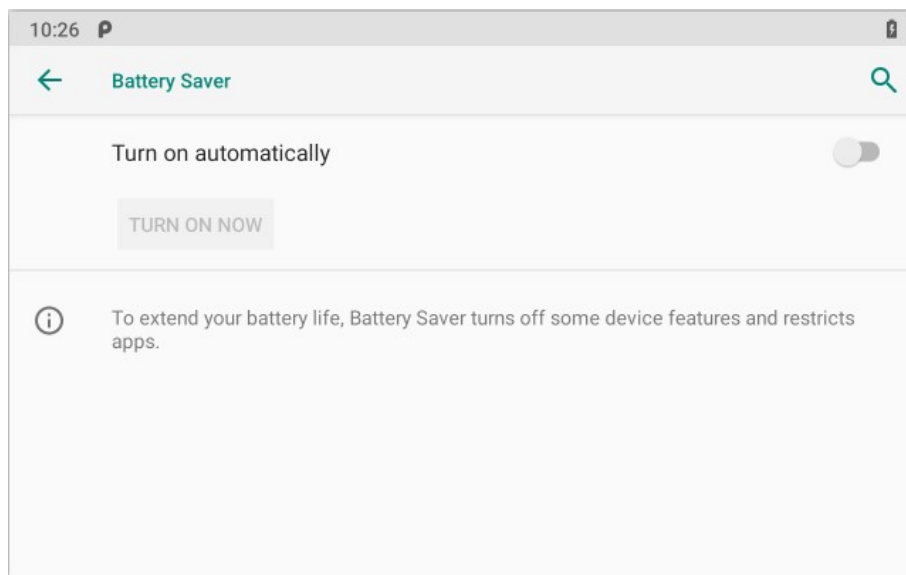 10:26
Battery Saver
Turn on automatically
TURN ON NOW
To extend your battery life, Battery Saver turns off some device features and restricts
apps.